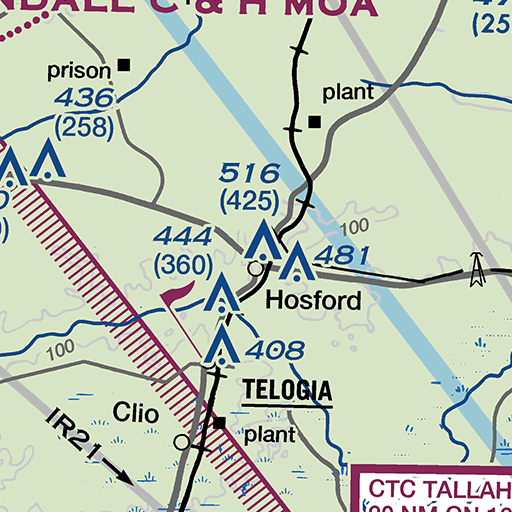 NDALL C & H MOA
(25
prison
plant
436
(258)
516
(425)
100
444
(360)
481
Hosford
100
408
TELOGIA
Clio
plant
IR21
CTC TALLAH